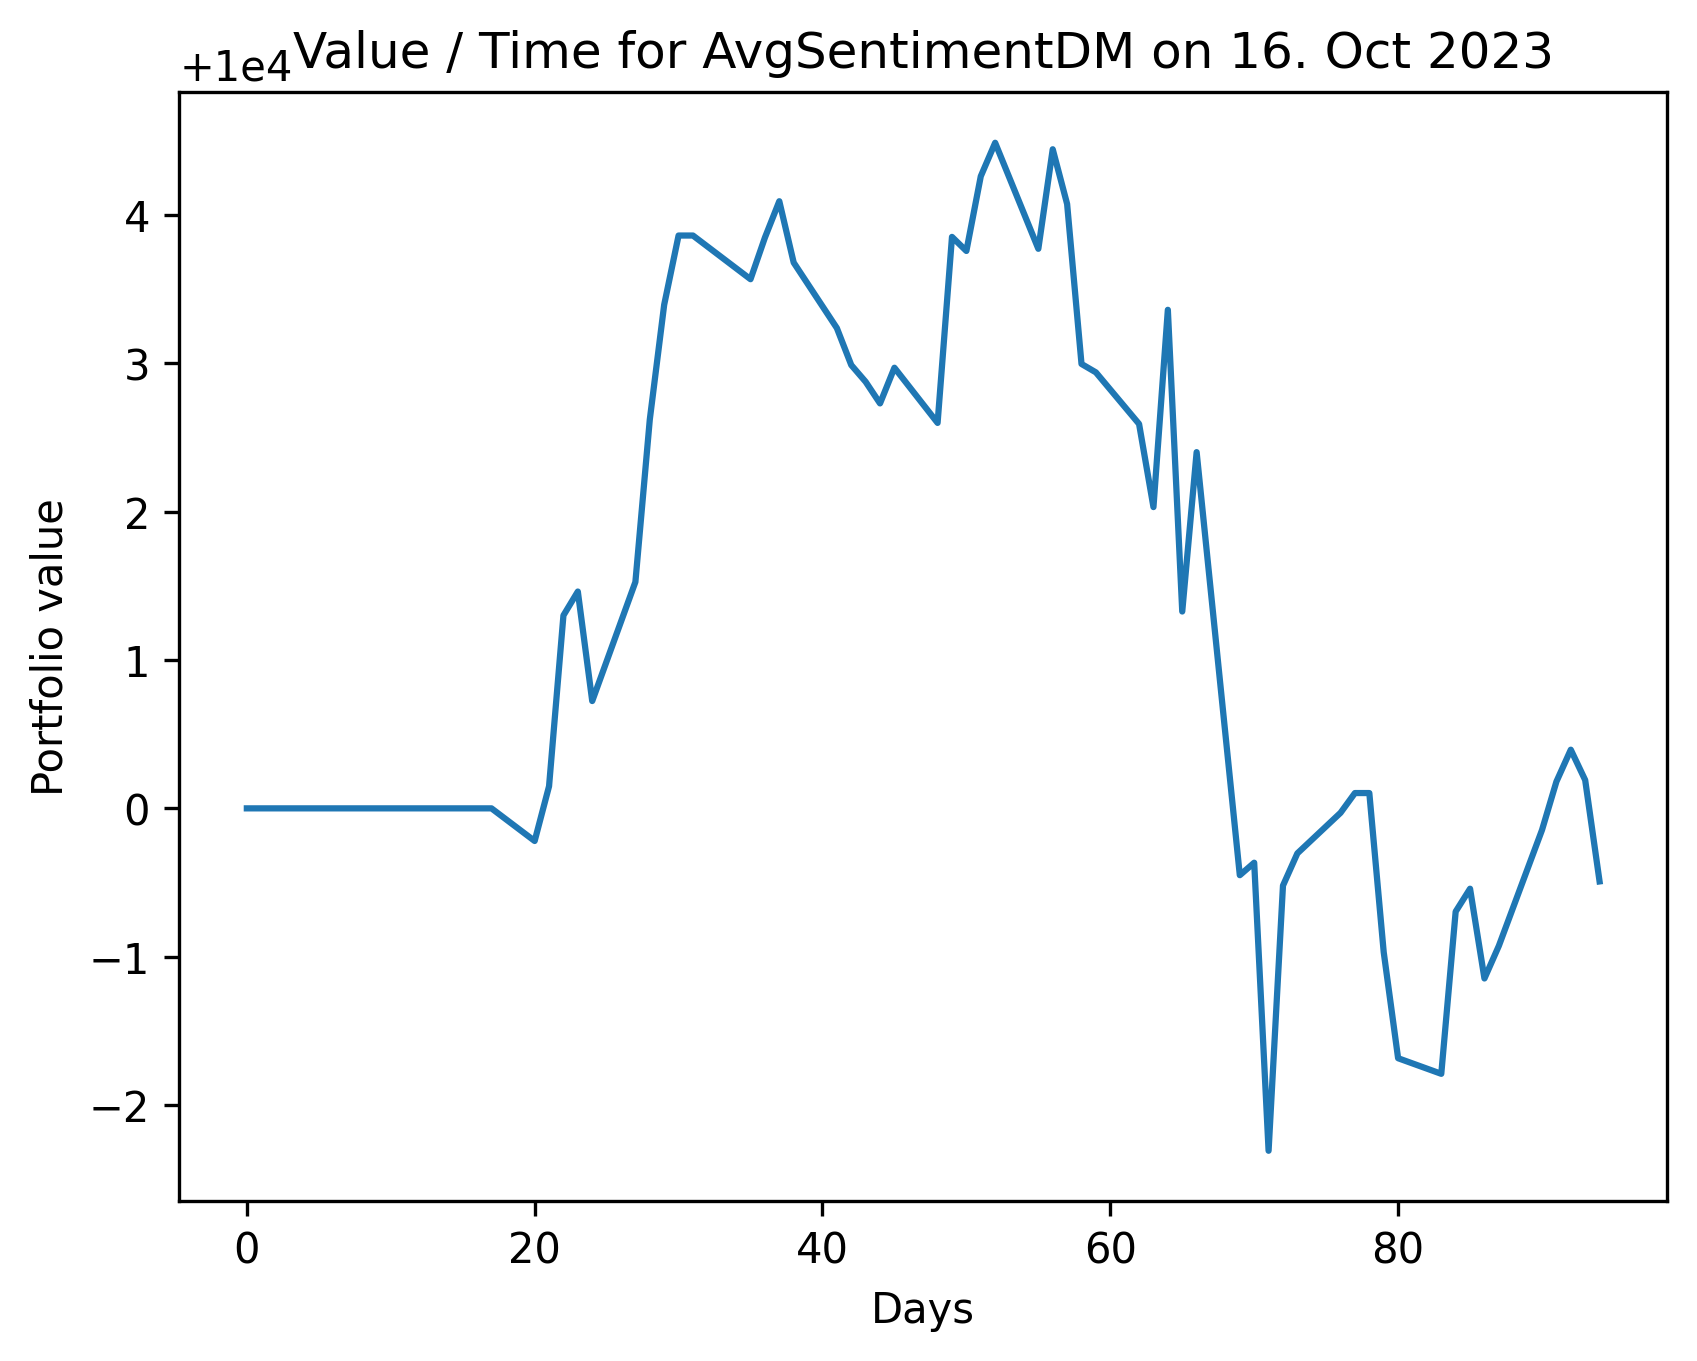 Value / Time for AvgSentimentDM on 16. Oct 2023
+1e4
4
3
2
1
0
−1
−2
Portfolio value
0 20 40 60 80
Days